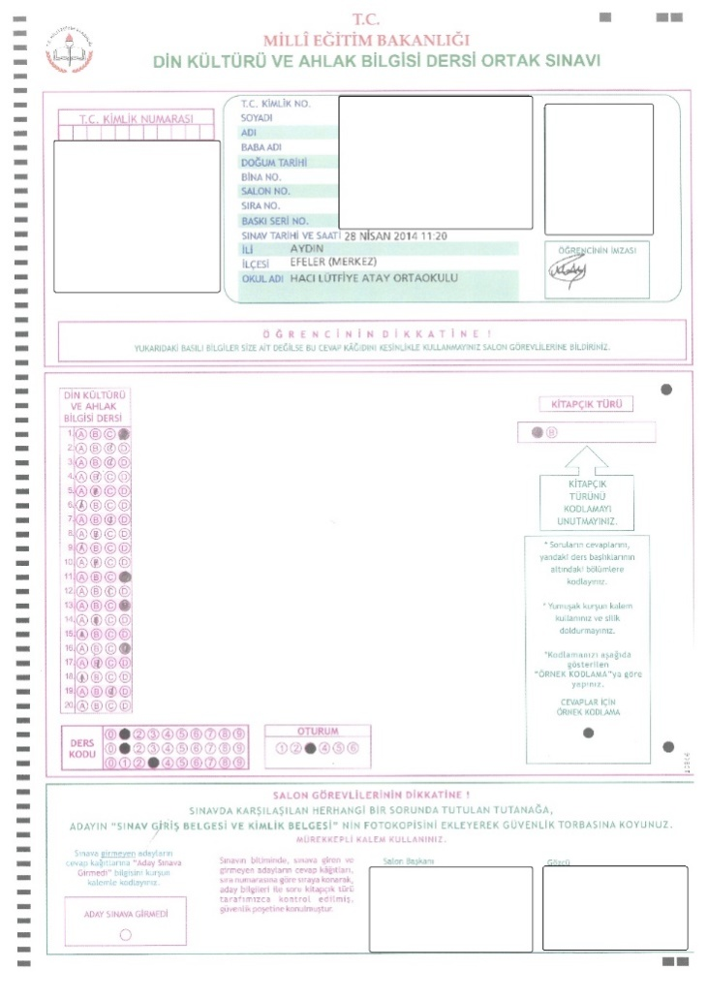 T.C.
MİLLÎ EĞİTİM BAKANLIĞI
DİN KÜLTÜRÜ VE AHLAK BİLGİSİ DERSİ ORTAK SINAVI
T.C. KİMLİK NUMARASI
T.C. KİMLİK NO.
SOYADI
ADI
BABA ADI
DOĞUM TARİHİ
BİNA NO.
SALON NO.
SIRA NO.
BASKI SERİ NO.
SINAV TARİHİ VE SAATİ 28 NİSAN 2014 11:20
İLİ AYDIN
İLÇESİ EFELER (MERKEZ)
OKUL ADI HACI LÜTFİYE ATAY ORTAOKULU
ÖĞRENCİNİN İMZASI
ÖĞRENCİNİN DİKKATİNE !
YUKARIDAKİ BASILI BİLGİLER SİZE AİT DEĞİLSE BU CEVAP KÂĞIDINI KESİNLİKLE KULLANMAYINIZ SALON GÖREVLİLERİNE BİLDİRİNİZ.
DİN KÜLTÜRÜ
VE AHLAK
BİLGİSİ DERSİ
1. A B C
2. A B C D
3. A B C D
4. A B C D
5. A B C D
6. A B C D
7. A B C D
8. A B C D
9. A B C D
10. A B C D
11. A B C
12. A B C D
13. A B C
14. A B C D
15. A B C D
16. A B C
17. A B C D
18. A B C D
19. A B C D
20. A B C D
KİTAPÇIK TÜRÜ
B
KİTAPÇIK
TÜRÜNÜ
KODLAMAYI
UNUTMAYINIZ.
* Soruların cevaplarını,
yandaki ders başlıklarının
altındaki bölümlere
kodlayınız.
* Yumuşak kurşun kalem
kullanınız ve silik
doldurmayınız.
*Kodlamanızı aşağıda
gösterilen
"ÖRNEK KODLAMA"ya göre
yapınız.
CEVAPLAR İÇİN
ÖRNEK KODLAMA
DERS
KODU
0 2 3 4 5 6 7 8 9
0 2 3 4 5 6 7 8 9
0 1 2 4 5 6 7 8 9
OTURUM
1 2 4 5 6
SALON GÖREVLİLERİNİN DİKKATİNE !
SINAVDA KARŞILAŞILAN HERHANGİ BİR SORUNDA TUTULAN TUTANAĞA,
ADAYIN "SINAV GİRİŞ BELGESİ VE KİMLİK BELGESİ" NİN FOTOKOPİSİNİ EKLEYEREK GÜVENLİK TORBASINA KOYUNUZ.
MÜREKKEPLİ KALEM KULLANINIZ.
Sınava girmeyen adayların
cevap kâğıtlarına "Aday Sınava
Girmedi" bilgisini kurşun
kalemle kodlayınız.
ADAY SINAVA GİRMEDİ
Sınavın bitiminde, sınava giren ve
girmeyen adayların cevap kâğıtları,
sıra numarasına göre sıraya konarak,
aday bilgileri ile soru kitapçık türü
tarafımızca kontrol edilmiş,
güvenlik poşetine konulmuştur.
Salon Başkanı
Gözcü